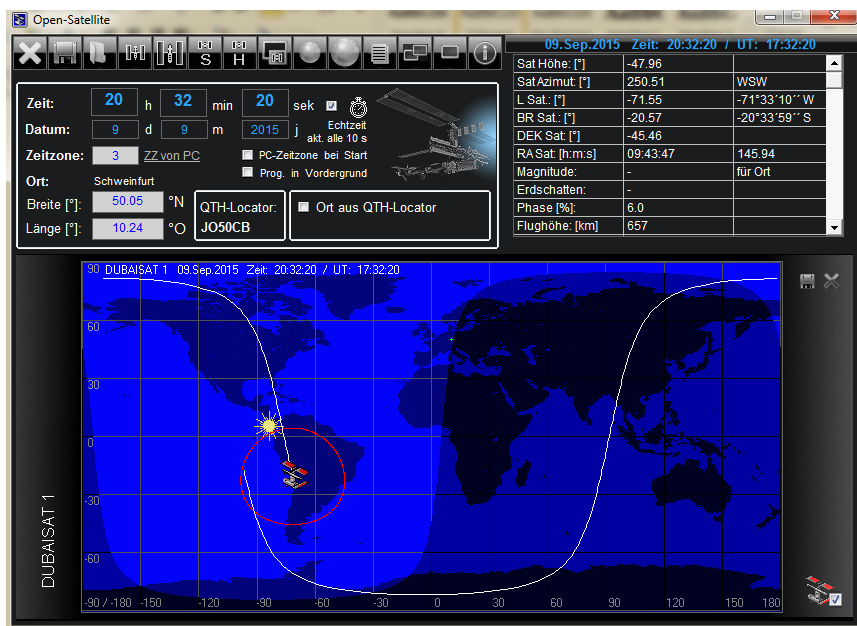 Open-Satellite
S H
09.Sep.2015 Zeit: 20:32:20 / UT: 17:32:20
Zeit: 20 h 32 min 20 sek
Datum: 9 d 9 m 2015 j
Echtzeit
akt. alle 10 s
Zeitzone: 3 ZZ von PC
PC-Zeitzone bei Start
Prog. in Vordergrund
Ort: Schweinfurt
Breite [°]: 50.05 °N
Länge [°]: 10.24 °O
QTH-Locator:
JO50CB
Ort aus QTH-Locator
Sat Höhe: [°] -47.96
Sat Azimut: [°] 250.51 WSW
L Sat.: [°] -71.55 -71°33´10´´ W
BR Sat.: [°] -20.57 -20°33´59´´ S
DEK Sat: [°] -45.46
RA Sat: [h:m:s] 09:43:47 145.94
Magnitude: - für Ort
Erdschatten: -
Phase [%]: 6.0
Flughöhe: [km] 657
90 DUBAISAT 1 09.Sep.2015 Zeit: 20:32:20 / UT: 17:32:20
60
30
0
-30
-60
-90 / -180 -150 -120 -90 -60 -30 0 30 60 90 120 150 180
DUBAISAT 1